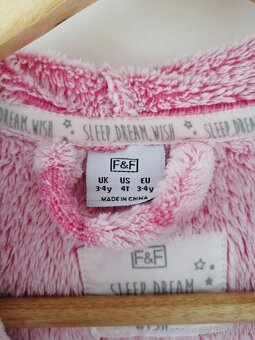 SLEEP.DREAM.WISH
SLEEP DREAM
F&F
UK US EU
3-4y 4T 3-4y
MADE IN CHINA
F&F
SLEEP DREAM
WISH